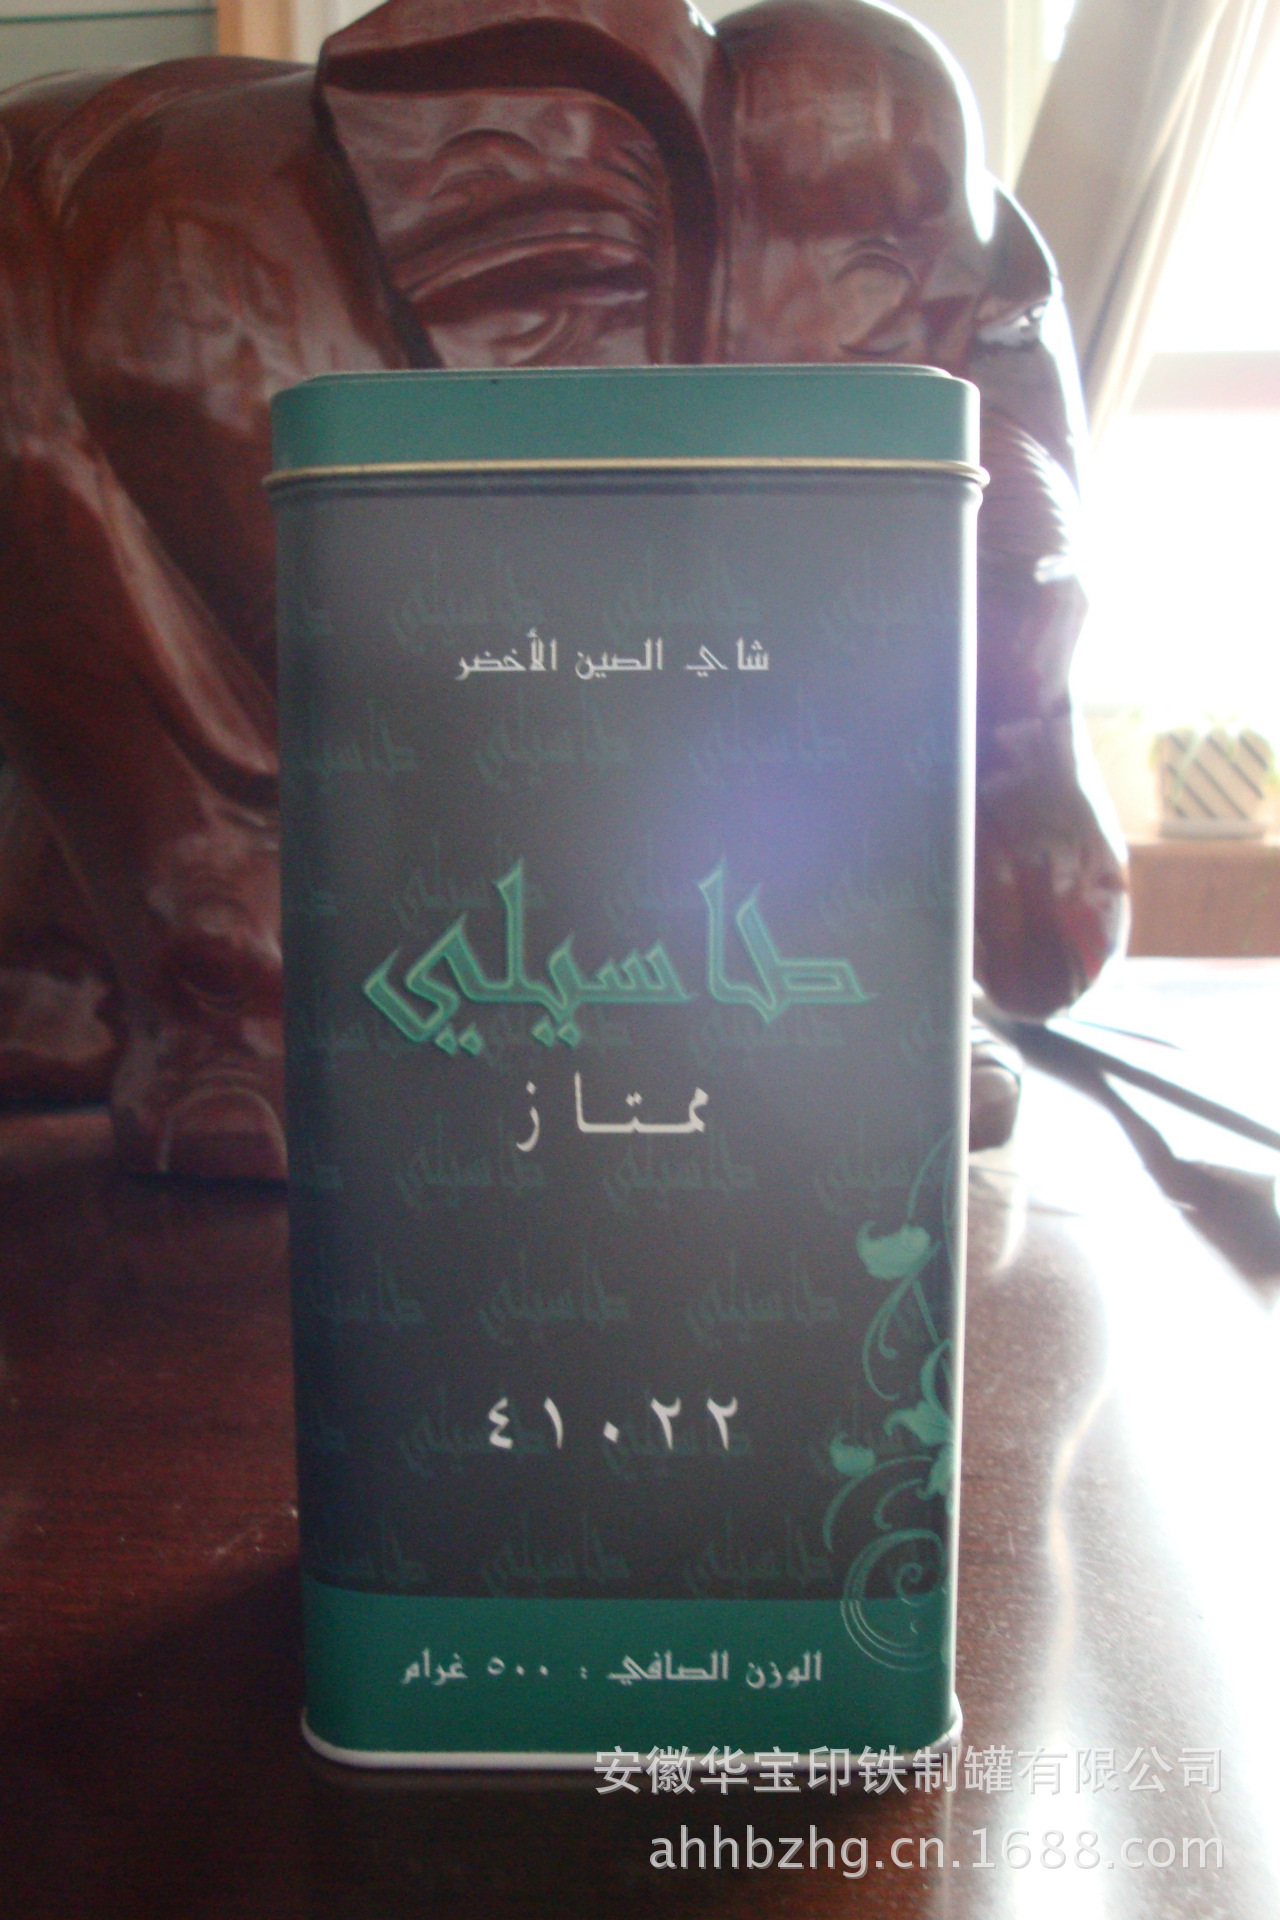 شاي الصين الأخضر
طاسيلي
ممتاز
٤١٠٢٢
الوزن الصافي : ٥٠٠ غرام
安徽华宝印铁制罐有限公司
ahhbzhg.cn.1688.com